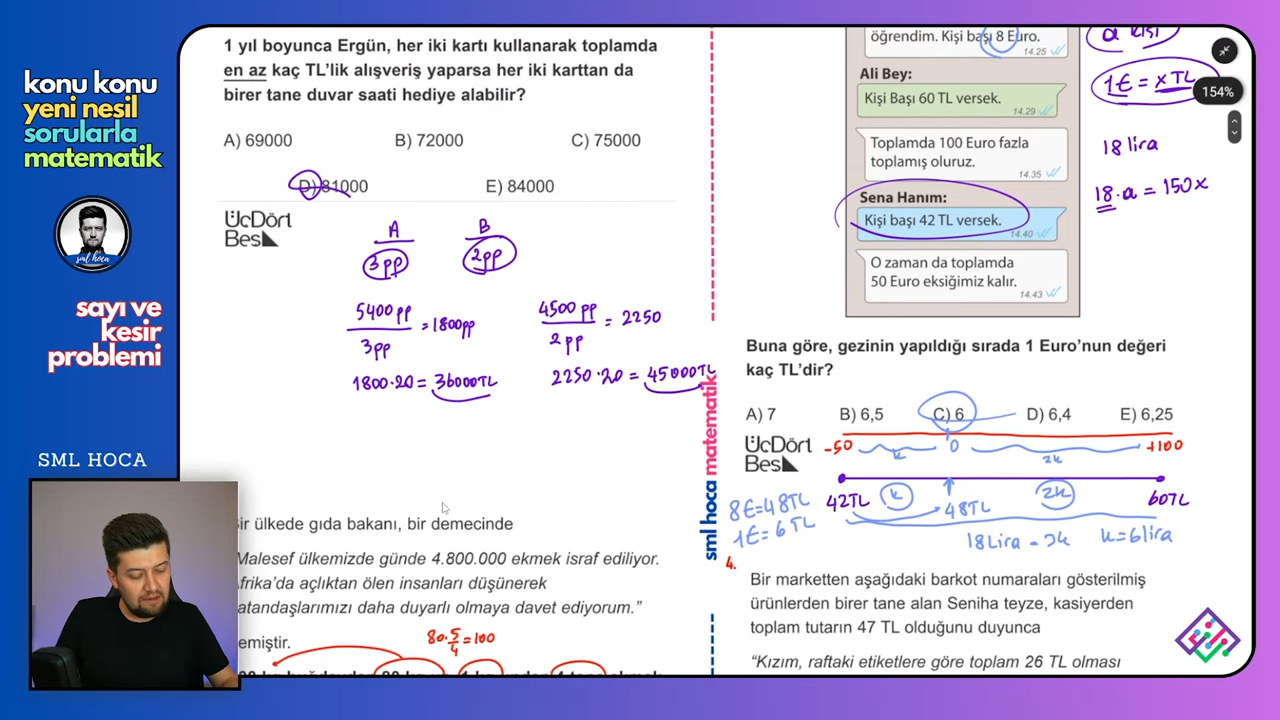 konu konu
yeni nesil
sorularla
matematik
sml hoca
sayı ve
kesir
problemi
SML HOCA
1 yıl boyunca Ergün, her iki kartı kullanarak toplamda
en az kaç TL'lik alışveriş yaparsa her iki karttan da
birer tane duvar saati hediye alabilir?
A) 69000 B) 72000 C) 75000
D) 81000 E) 84000
ÜçDört
Beş
A B
3pp 2pp
5400pp / 3pp = 1800pp
4500pp / 2pp = 2250
1800.20 = 36000TL
2250.20 = 45000TL
Bir ülkede gıda bakanı, bir demecinde
Malesef ülkemizde günde 4.800.000 ekmek israf ediliyor.
Afrika'da açlıktan ölen insanları düşünerek
vatandaşlarımızı daha duyarlı olmaya davet ediyorum."
emiştir.
80.5/4=100
sml hoca matematik
öğrendim. Kişi başı 8 Euro.
14.25
Ali Bey:
Kişi Başı 60 TL versek.
14.29
Toplamda 100 Euro fazla
toplamış oluruz.
14.35
Sena Hanım:
Kişi başı 42 TL versek.
14.40
O zaman da toplamda
50 Euro eksiğimiz kalır.
14.43
a kişi
1€ = x TL
154%
18 lira
18.a = 150x
Buna göre, gezinin yapıldığı sırada 1 Euro'nun değeri
kaç TL'dir?
A) 7 B) 6,5 C) 6 D) 6,4 E) 6,25
ÜçDört
Beş
-50 0 +100
k 2k
42TL k 48TL 2k 60TL
8€=48TL
1€=6TL
18Lira = 3k k=6lira
4.
Bir marketten aşağıdaki barkot numaraları gösterilmiş
ürünlerden birer tane alan Seniha teyze, kasiyerden
toplam tutarın 47 TL olduğunu duyunca
"Kızım, raftaki etiketlere göre toplam 26 TL olması